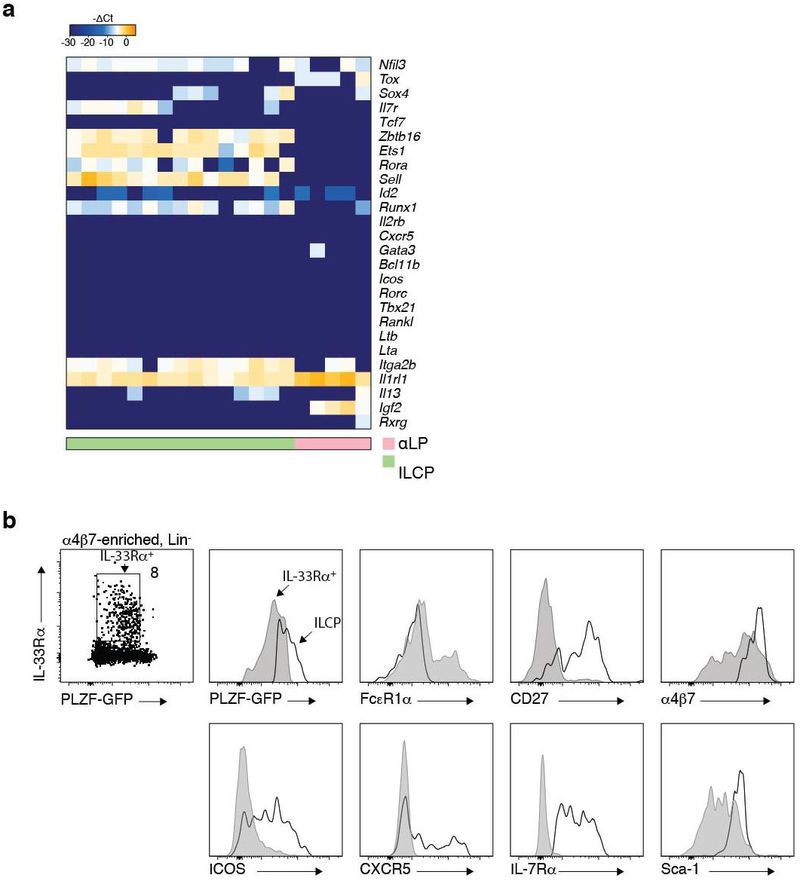 a
-ΔCt
-30 -20 -10 0
Nfil3
Tox
Sox4
Il7r
Tcf7
Zbtb16
Ets1
Rora
Sell
Id2
Runx1
Il2rb
Cxcr5
Gata3
Bcl11b
Icos
Rorc
Tbx21
Rankl
Ltb
Lta
Itga2b
Il1rl1
Il13
Igf2
Rxrg
αLP
ILCP
b
α4β7-enriched, Lin-
IL-33Rα+
8
IL-33Rα
PLZF-GFP
IL-33Rα+
ILCP
PLZF-GFP
FcεR1α
CD27
α4β7
ICOS
CXCR5
IL-7Rα
Sca-1